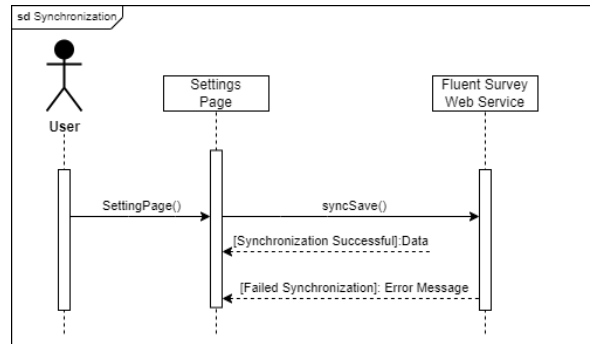 sd Synchronization
Settings
Page
Fluent Survey
Web Service
User
SettingPage()
syncSave()
[Synchronization Successful]:Data
[Failed Synchronization]: Error Message